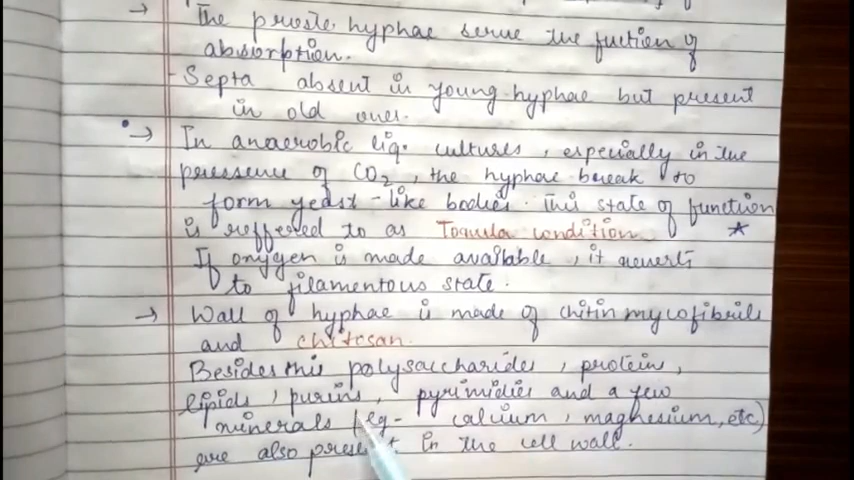 → The proste hyphae serve the fuction of
absorption.
- Septa absent in young hyphae but present
in old ones.
→ In anaerobic liq. cultures, especially in the
pressence of CO2, the hyphae break to
form yeast-like bodies. This state of function
is reffered to as Torula condition
If oxygen is made available, it reverts
to filamentous state.
→ Wall of hyphae is made of chitin mycofibrils
and chitosan.
Besides this polysaccharides, protein,
lipids, purins, pyrimidies and a few
minerals (eg- calcium, magnesium, etc)
are also present in the cell wall.